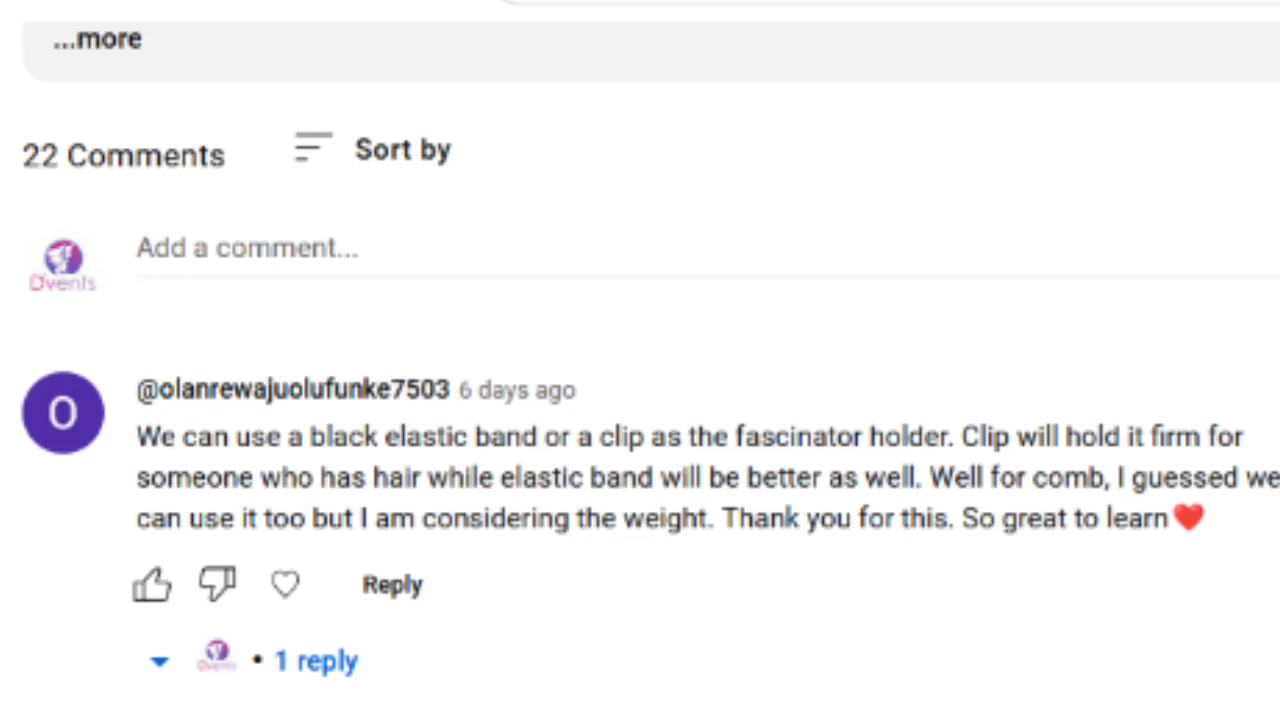 ...more
22 Comments
Sort by
Add a comment...
Dvents
@olanrewajuolufunke7503 6 days ago
We can use a black elastic band or a clip as the fascinator holder. Clip will hold it firm for
someone who has hair while elastic band will be better as well. Well for comb, I guessed we
can use it too but I am considering the weight. Thank you for this. So great to learn❤️
Reply
Dvents • 1 reply
O